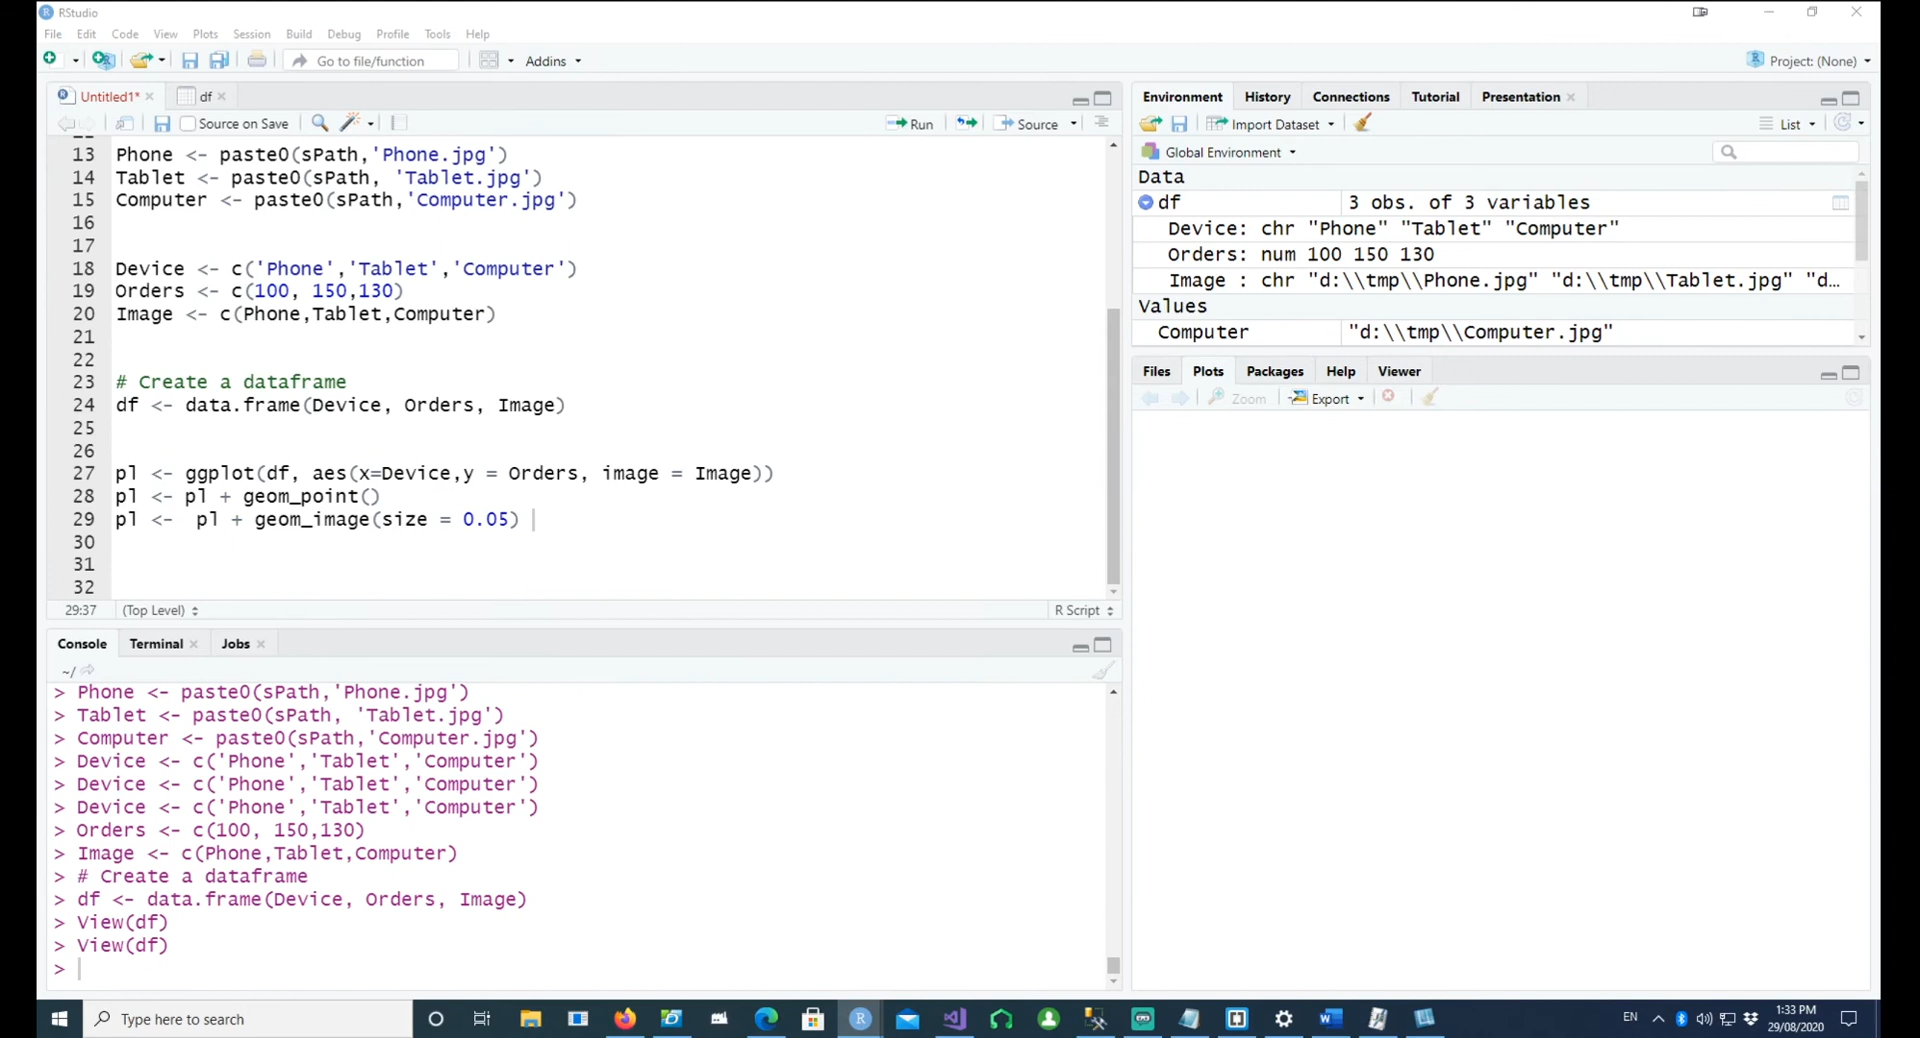 RStudio
File Edit Code View Plots Session Build Debug Profile Tools Help
Go to file/function Addins Project: (None)
Untitled1* df
Source on Save Run Source
13 Phone <- paste0(sPath,'Phone.jpg')
14 Tablet <- paste0(sPath, 'Tablet.jpg')
15 Computer <- paste0(sPath,'Computer.jpg')
16
17
18 Device <- c('Phone','Tablet','Computer')
19 Orders <- c(100, 150,130)
20 Image <- c(Phone,Tablet,Computer)
21
22
23 # Create a dataframe
24 df <- data.frame(Device, Orders, Image)
25
26
27 pl <- ggplot(df, aes(x=Device,y = Orders, image = Image))
28 pl <- pl + geom_point()
29 pl <-  pl + geom_image(size = 0.05)
30
31
32
29:37 (Top Level) R Script
Console Terminal Jobs
~/
> Phone <- paste0(sPath,'Phone.jpg')
> Tablet <- paste0(sPath, 'Tablet.jpg')
> Computer <- paste0(sPath,'Computer.jpg')
> Device <- c('Phone','Tablet','Computer')
> Device <- c('Phone','Tablet','Computer')
> Device <- c('Phone','Tablet','Computer')
> Orders <- c(100, 150,130)
> Image <- c(Phone,Tablet,Computer)
> # Create a dataframe
> df <- data.frame(Device, Orders, Image)
> View(df)
> View(df)
>
Environment History Connections Tutorial Presentation
Import Dataset List
Global Environment
Data
df 3 obs. of 3 variables
Device: chr "Phone" "Tablet" "Computer"
Orders: num 100 150 130
Image : chr "d:\\tmp\\Phone.jpg" "d:\\tmp\\Tablet.jpg" "d…
Values
Computer "d:\\tmp\\Computer.jpg"
Files Plots Packages Help Viewer
Zoom Export
Type here to search
EN
1:33 PM
29/08/2020